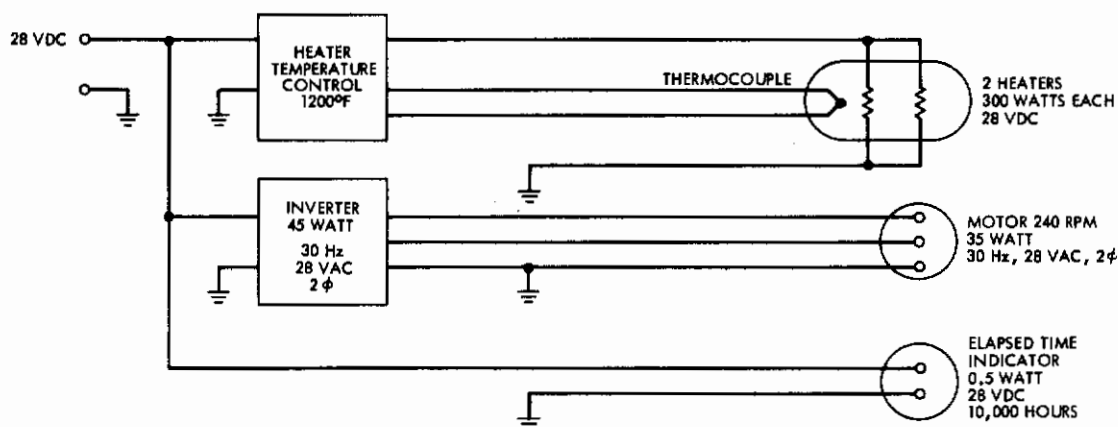 28 VDC
HEATER
TEMPERATURE
CONTROL
1200ºF
THERMOCOUPLE
2 HEATERS
300 WATTS EACH
28 VDC
INVERTER
45 WATT
30 Hz
28 VAC
2 ϕ
MOTOR 240 RPM
35 WATT
30 Hz, 28 VAC, 2ϕ
ELAPSED TIME
INDICATOR
0.5 WATT
28 VDC
10,000 HOURS